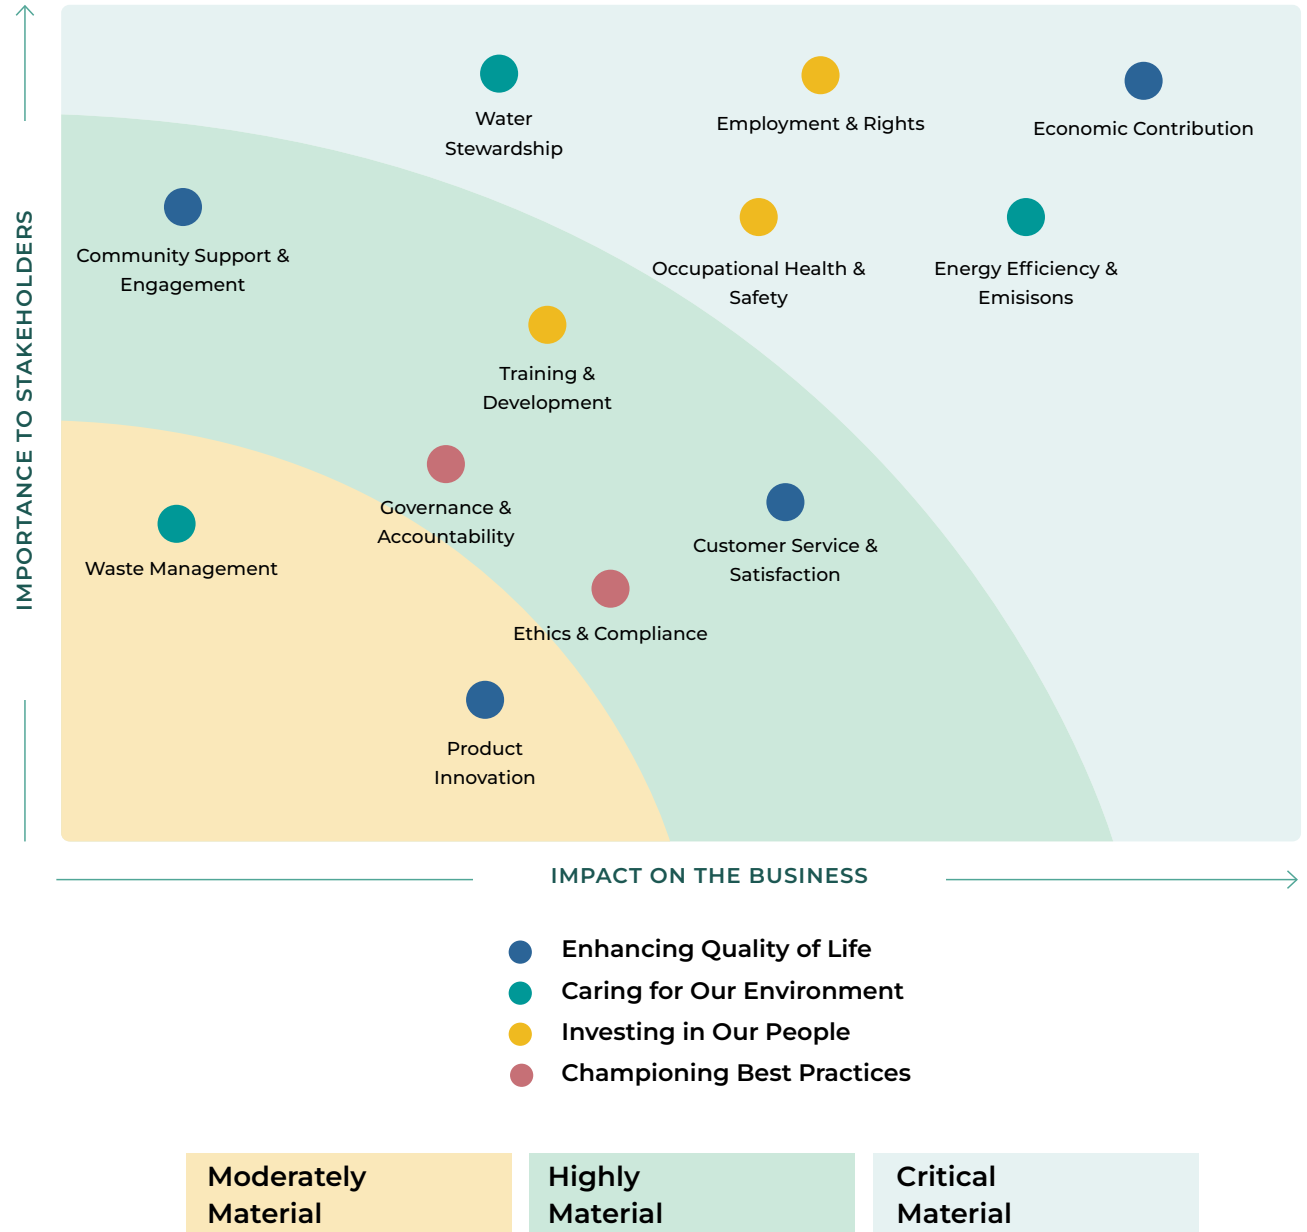 Water
Stewardship
Employment & Rights
Economic Contribution
Community Support &
Engagement
Occupational Health &
Safety
Energy Efficiency &
Emisisons
Training &
Development
Governance &
Accountability
Customer Service &
Satisfaction
Waste Management
Ethics & Compliance
Product
Innovation
IMPORTANCE TO STAKEHOLDERS
IMPACT ON THE BUSINESS
Enhancing Quality of Life
Caring for Our Environment
Investing in Our People
Championing Best Practices
Moderately
Material
Highly
Material
Critical
Material